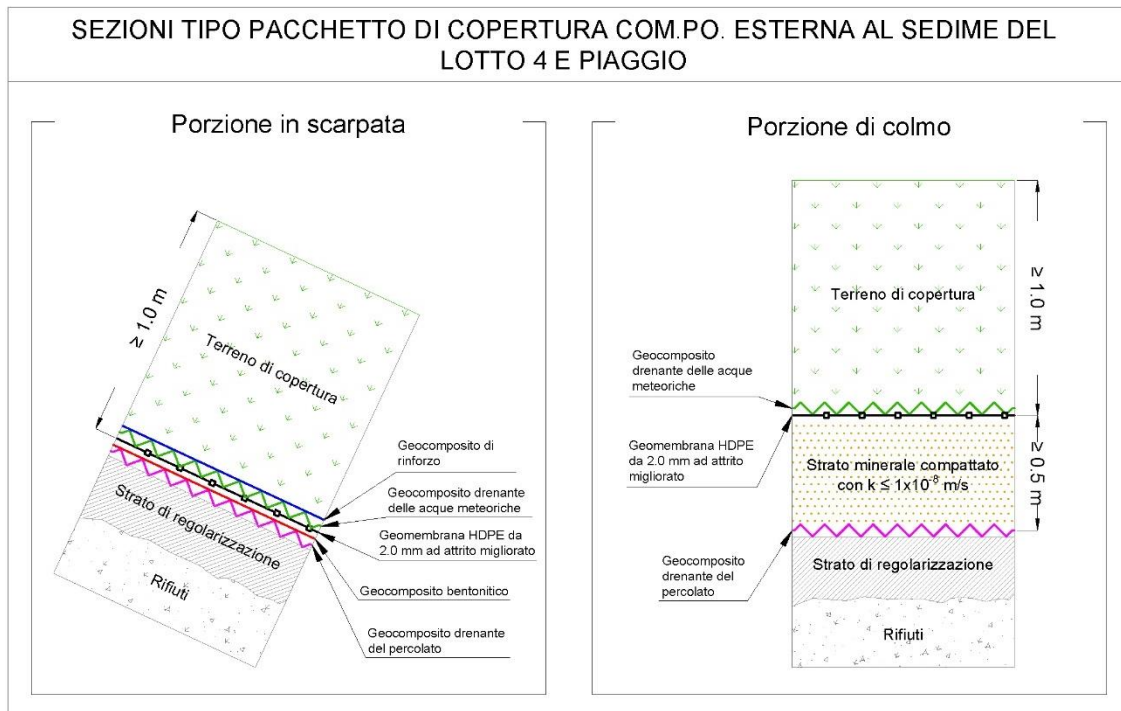 SEZIONI TIPO PACCHETTO DI COPERTURA COM.PO. ESTERNA AL SEDIME DEL
LOTTO 4 E PIAGGIO
Porzione in scarpata
≥ 1.0 m
Terreno di copertura
Strato di regolarizzazione
Rifiuti
Geocomposito di
rinforzo
Geocomposito drenante
delle acque meteoriche
Geomembrana HDPE da
2.0 mm ad attrito migliorato
Geocomposito bentonitico
Geocomposito drenante
del percolato
Porzione di colmo
Terreno di copertura
≥ 1.0 m
Geocomposito
drenante delle acque
meteoriche
Geomembrana HDPE
da 2.0 mm ad attrito
migliorato
Strato minerale compattato
con k ≤ 1x10⁻⁸ m/s
≥ 0.5 m
Geocomposito
drenante del
percolato
Strato di regolarizzazione
Rifiuti